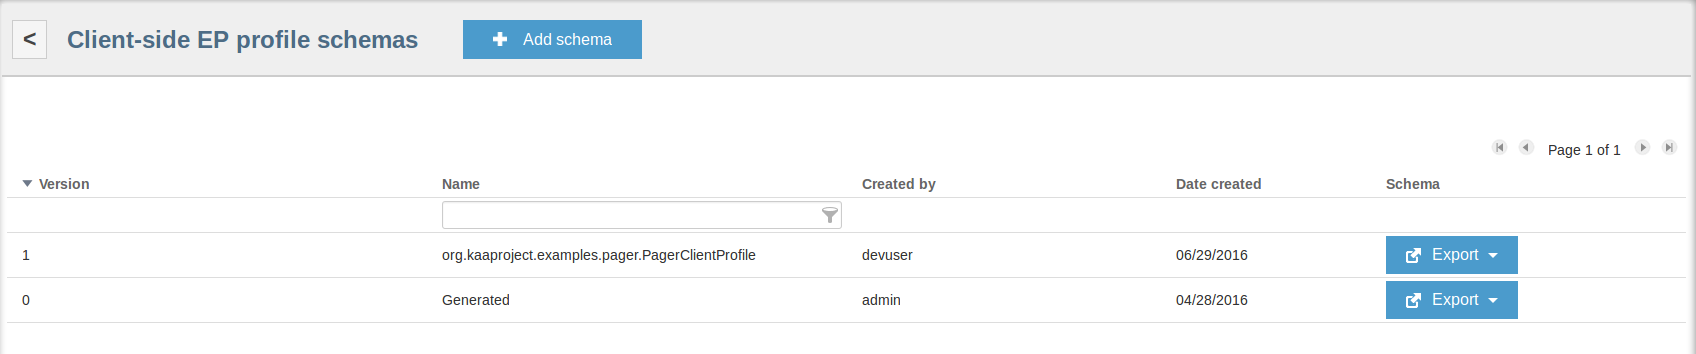 < Client-side EP profile schemas Add schema
Page 1 of 1
Version Name Created by Date created Schema
1 org.kaaproject.examples.pager.PagerClientProfile devuser 06/29/2016 Export
0 Generated admin 04/28/2016 Export